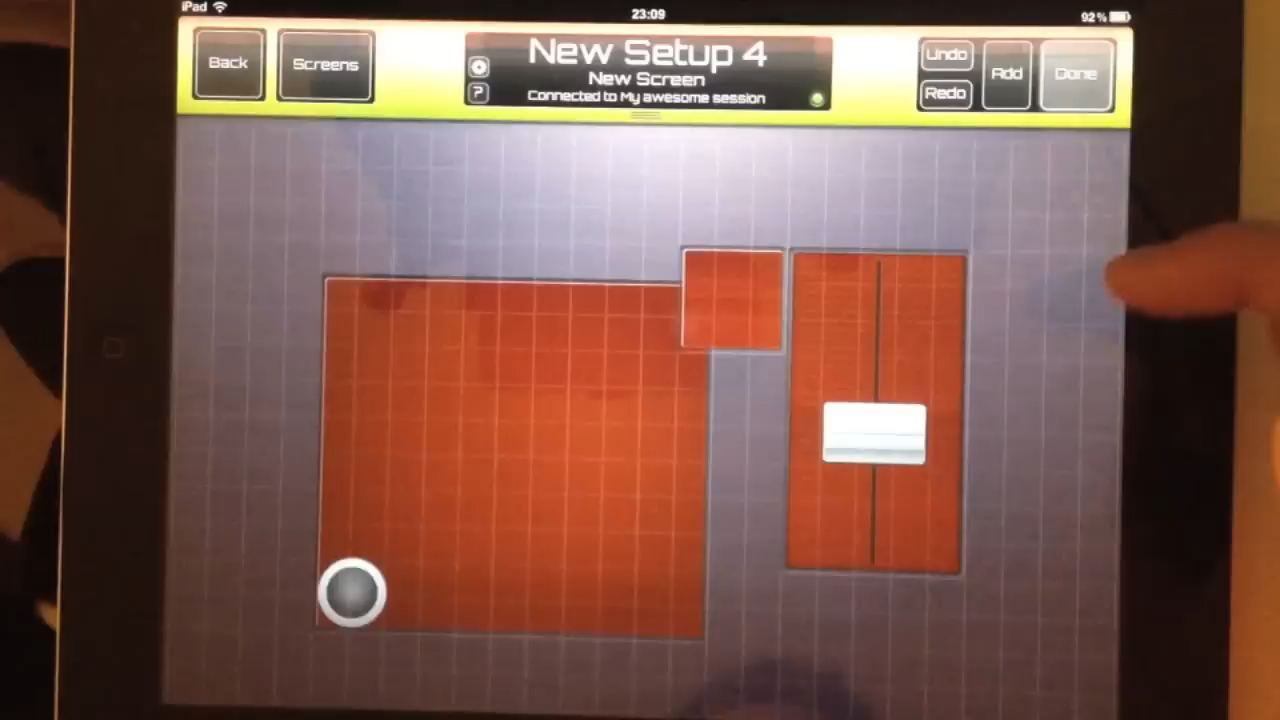 iPad
23:09
92 %
Back
Screens
New Setup 4
New Screen
?
Connected to My awesome session
Undo
Redo
Add
Done